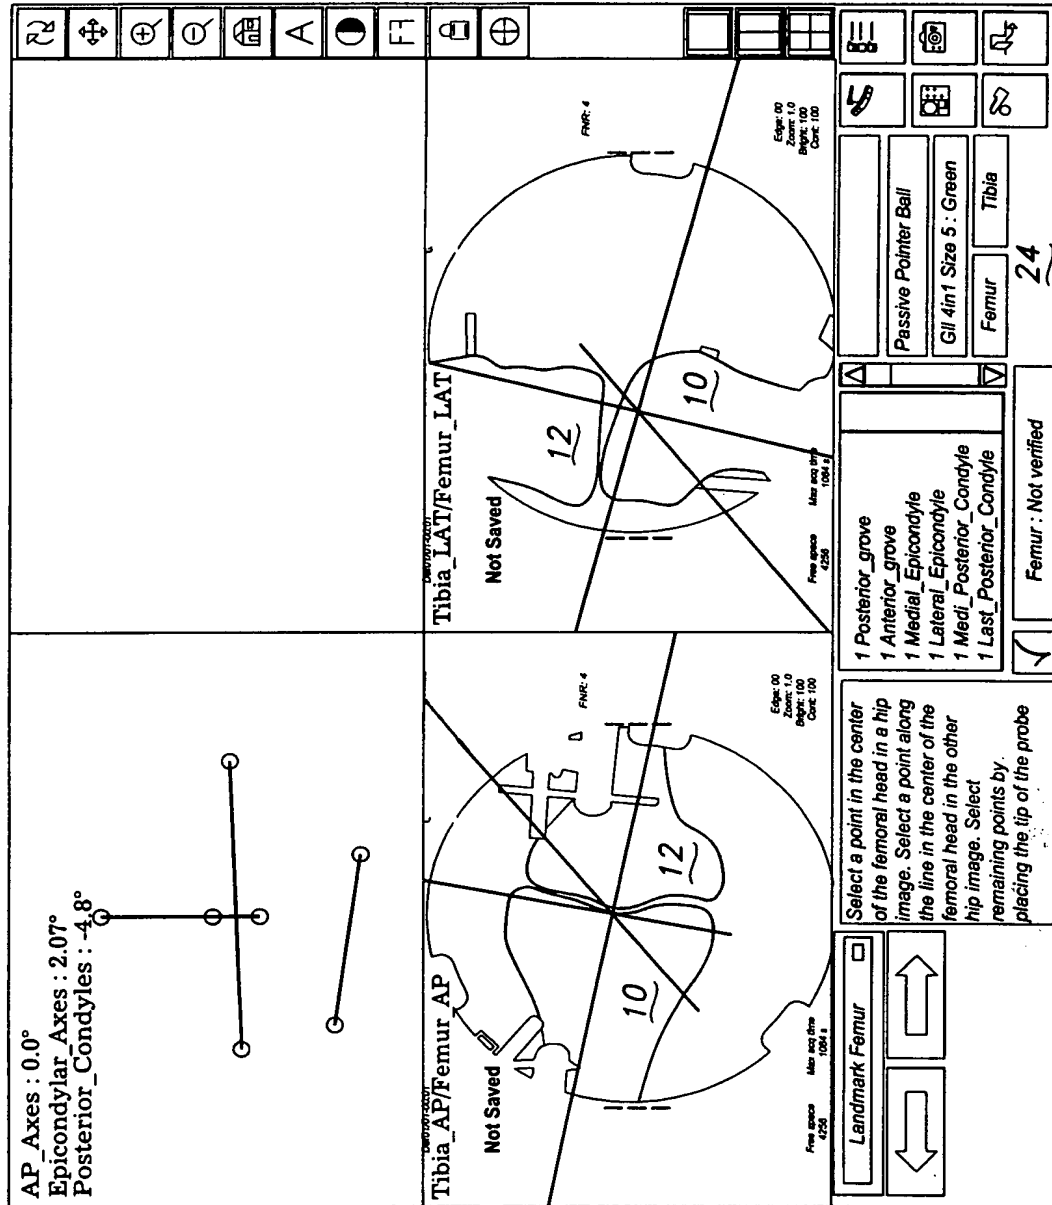 AP_Axes : 0.0°
Epicondylar_Axes : 2.07°
Posterior_Condyles : -4.8°
Tibia_AP/Femur_AP
Not Saved
FNR: 4
10
12
Edge: 00
Zoom: 1.0
Bright: 100
Cont: 100
Free space
4256
Max acq time
1064 s
Tibia_LAT/Femur_LAT
Not Saved
FNR: 4
12
10
Edge: 00
Zoom: 1.0
Bright: 100
Cont: 100
Free space
4256
Max acq time
1064 s
A
Landmark Femur
Select a point in the center
of the femoral head in a hip
image. Select a point along
the line in the center of the
femoral head in the other
hip image. Select
remaining points by.
placing the tip of the probe
1 Posterior_grove
1 Anterior_grove
1 Medial_Epicondyle
1 Lateral_Epicondyle
1 Medi_Posterior_Condyle
1 Last_Posterior_Condyle
Femur : Not verified
Passive Pointer Ball
GII 4in1 Size 5 : Green
Femur
Tibia
24